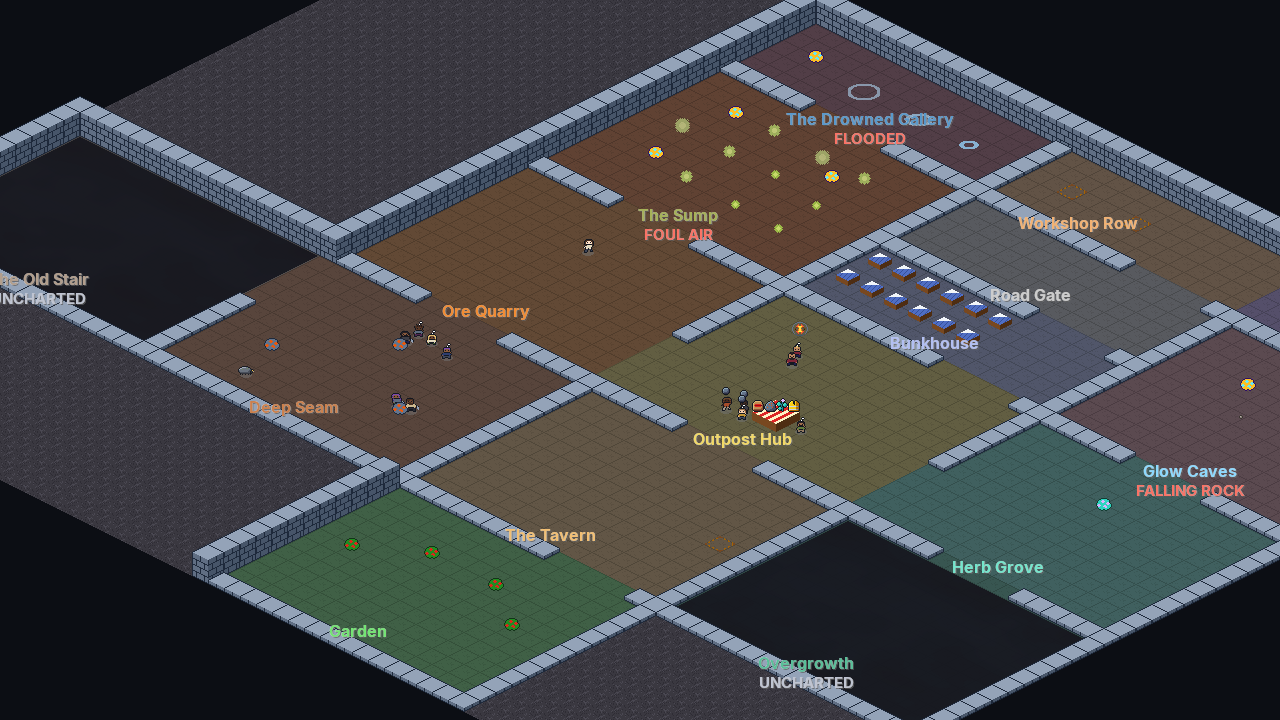 The Drowned Gallery
FLOODED
The Sump
FOUL AIR
Workshop Row
The Old Stair
UNCHARTED
Road Gate
Ore Quarry
Bunkhouse
Deep Seam
Outpost Hub
Glow Caves
FALLING ROCK
The Tavern
Herb Grove
Garden
Overgrowth
UNCHARTED